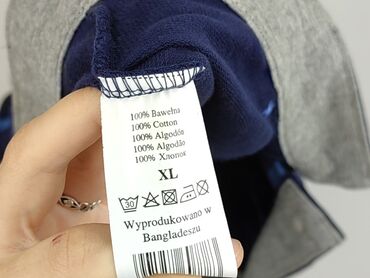 100% Bawełna
100% Cotton
100% Algodón
100% Algodão
100% Хлопок
XL
30
Wyprodukowano w
Bangladeszu